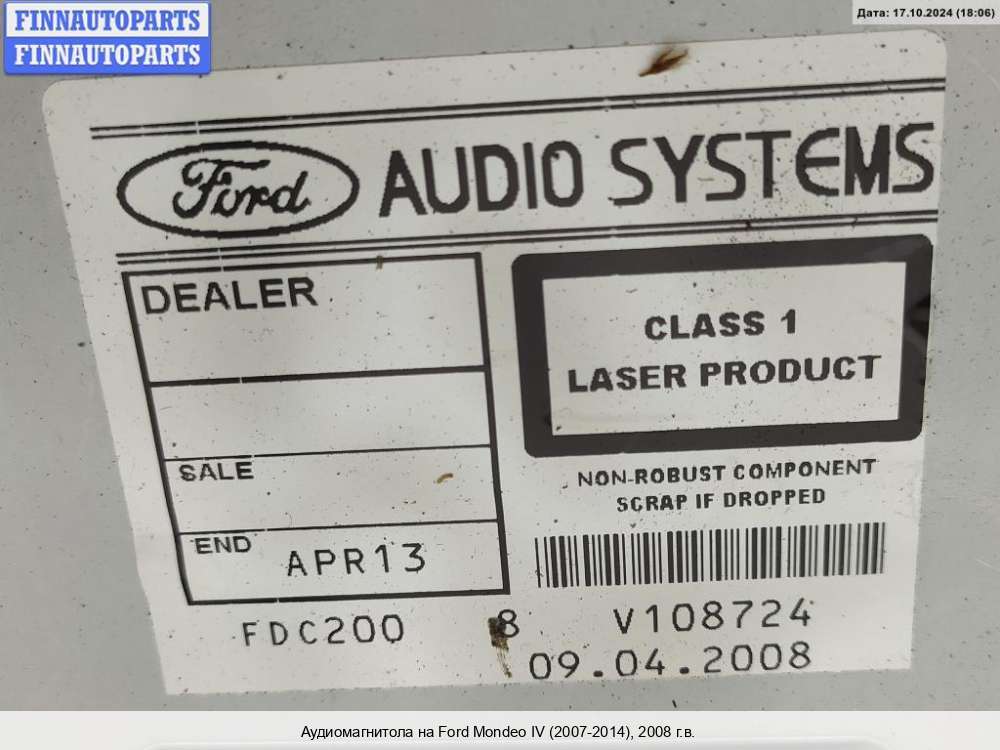 FINNAUTOPARTS
FINNAUTOPARTS
Дата: 17.10.2024 (18:06)
Ford AUDIO SYSTEMS
DEALER
SALE
END APR13
CLASS 1
LASER PRODUCT
NON-ROBUST COMPONENT
SCRAP IF DROPPED
FDC200 8 V108724
09.04.2008
Аудиомагнитола на Ford Mondeo IV (2007-2014), 2008 г.в.